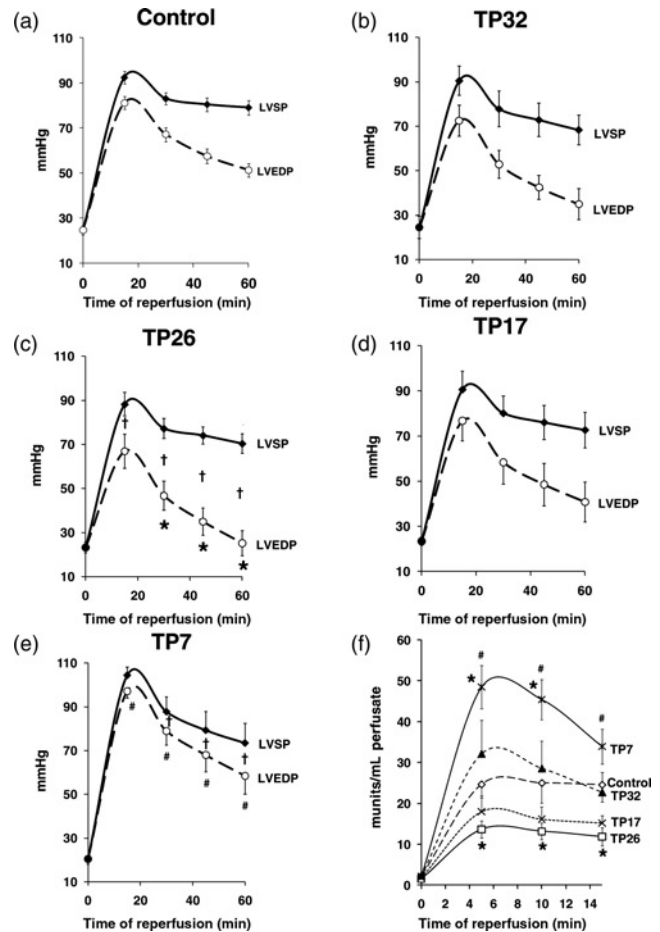 (a) Control
110
90
70
50
30
10
mmHg
LVSP
LVEDP
0 20 40 60
Time of reperfusion (min)
(b) TP32
110
90
70
50
30
10
mmHg
LVSP
LVEDP
0 20 40 60
Time of reperfusion (min)
(c) TP26
110
90
70
50
30
10
mmHg
LVSP
† † † †
LVEDP
★ ★ ★
0 20 40 60
Time of reperfusion (min)
(d) TP17
110
90
70
50
30
10
mmHg
LVSP
LVEDP
0 20 40 60
Time of reperfusion (min)
(e) TP7
110
90
70
50
30
10
mmHg
LVSP
† † †
LVEDP
# # # #
0 20 40 60
Time of reperfusion (min)
(f)
60
50
40
30
20
10
0
munits/mL perfusate
# # #
★ ★
TP7
Control
TP32
TP17
TP26
★ ★ ★
0 2 4 6 8 10 12 14
Time of reperfusion (min)